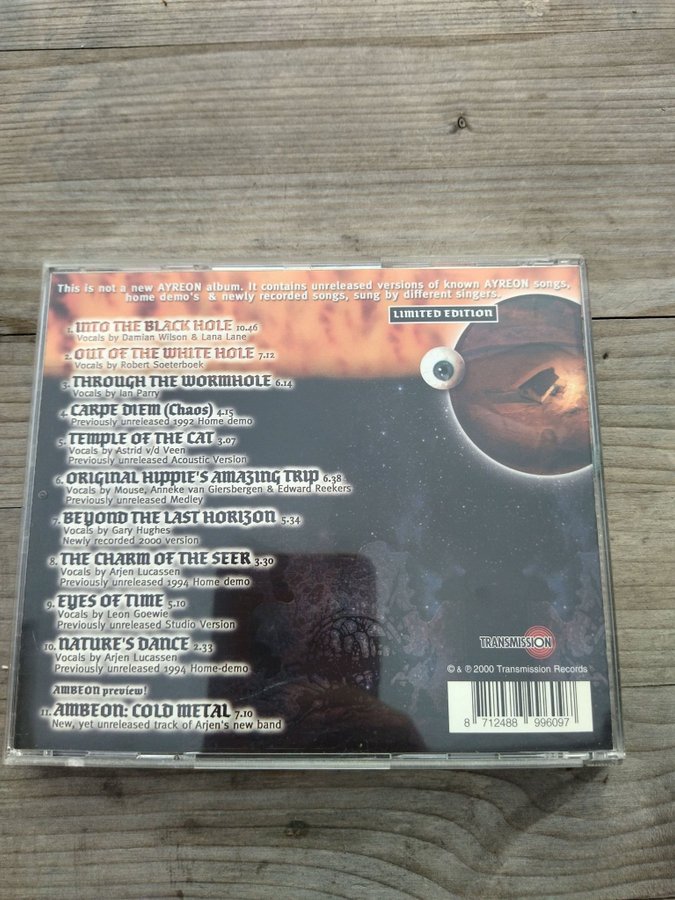 This is not a new AYREON album. It contains unreleased versions of known AYREON songs,
home demo's & newly recorded songs, sung by different singers.
LIMITED EDITION
1. INTO THE BLACK HOLE 10.46
Vocals by Damian Wilson & Lana Lane
2. OUT OF THE WHITE HOLE 7.12
Vocals by Robert Soeterboek
3. THROUGH THE WORMHOLE 6.14
Vocals by Ian Parry
4. CARPE DIEM (Chaos) 4.15
Previously unreleased 1992 Home demo
5. TEMPLE OF THE CAT 3.07
Vocals by Astrid v/d Veen
Previously unreleased Acoustic Version
6. ORIGINAL HIPPIE'S AMAZING TRIP 6.38
Vocals by Mouse, Anneke van Giersbergen & Edward Reekers
Previously unreleased Medley
7. BEYOND THE LAST HORIZON 5:34
Vocals by Gary Hughes
Newly recorded 2000 version
8. THE CHARM OF THE SEER 3.30
Vocals by Arjen Lucassen
Previously unreleased 1994 Home demo
9. EYES OF TIME 5.10
Vocals by Leon Goewie
Previously unreleased Studio Version
10. NATURE'S DANCE 2.33
Vocals by Arjen Lucassen
Previously unreleased 1994 Home-demo
AMBEON preview!
11. AMBEON: COLD METAL 7.10
New, yet unreleased track of Arjen's new band
TRANSMISSION
© & ℗ 2000 Transmission Records
8 712488 996097